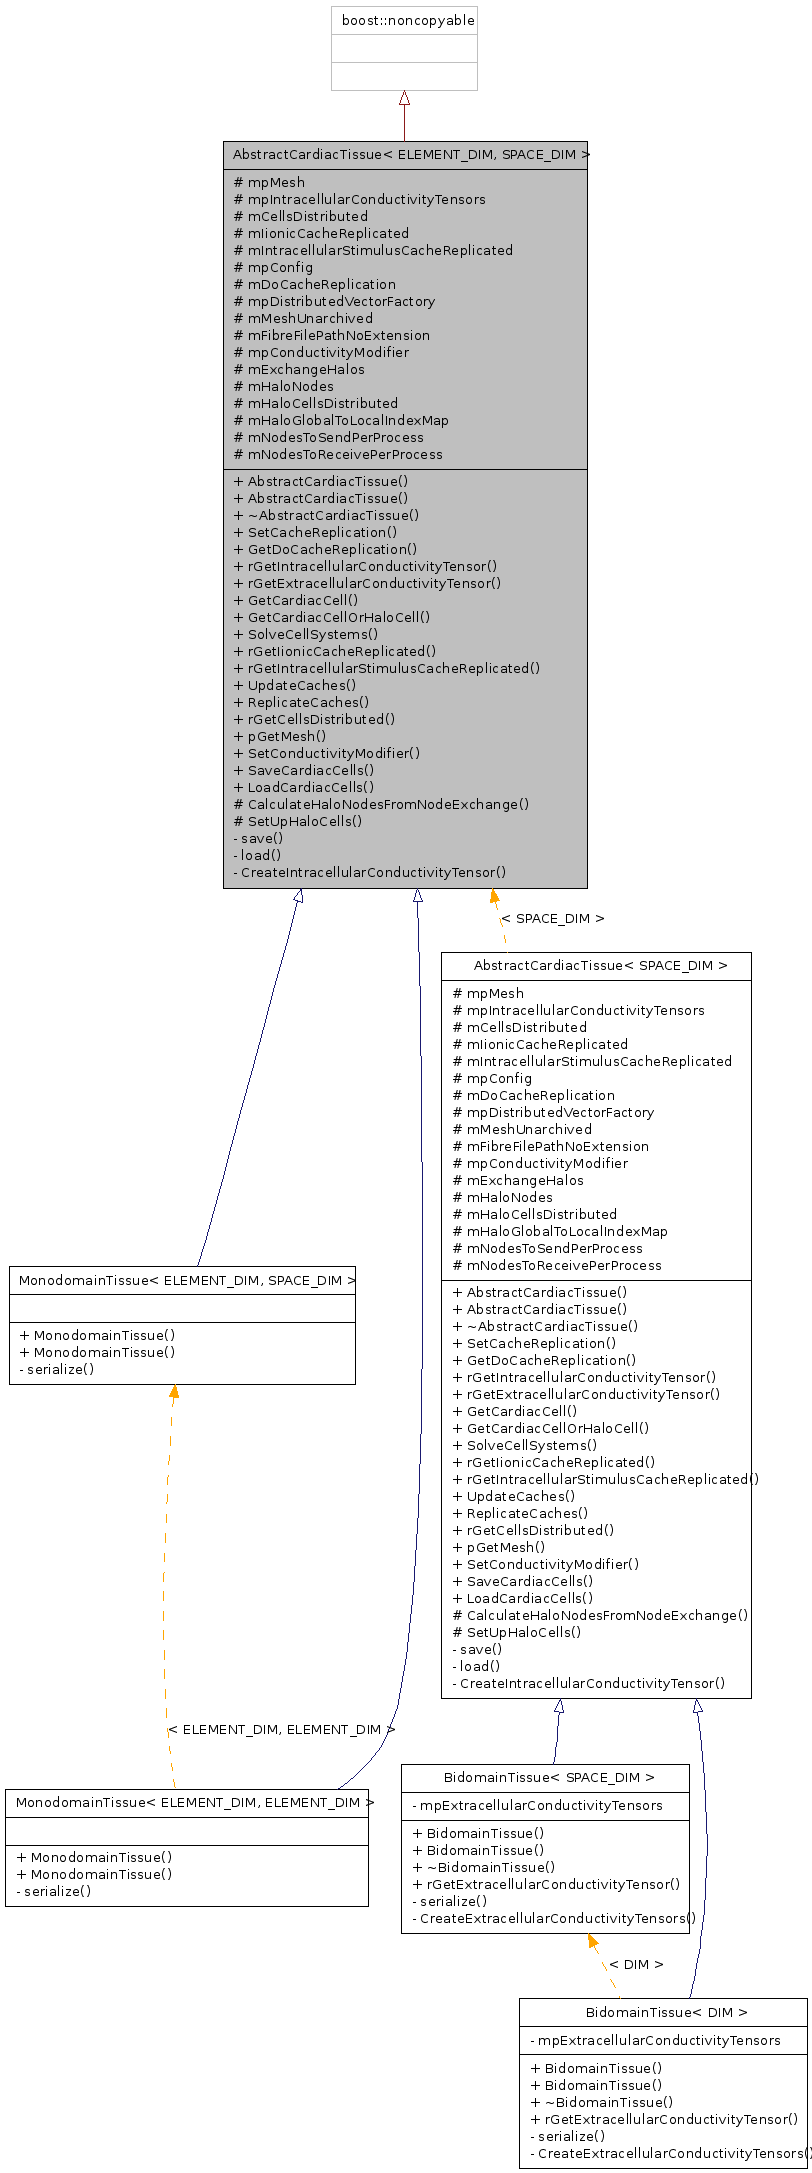 boost::noncopyable
AbstractCardiacTissue< ELEMENT_DIM, SPACE_DIM >
# mpMesh
# mpIntracellularConductivityTensors
# mCellsDistributed
# mIionicCacheReplicated
# mIntracellularStimulusCacheReplicated
# mpConfig
# mDoCacheReplication
# mpDistributedVectorFactory
# mMeshUnarchived
# mFibreFilePathNoExtension
# mpConductivityModifier
# mExchangeHalos
# mHaloNodes
# mHaloCellsDistributed
# mHaloGlobalToLocalIndexMap
# mNodesToSendPerProcess
# mNodesToReceivePerProcess
+ AbstractCardiacTissue()
+ AbstractCardiacTissue()
+ ~AbstractCardiacTissue()
+ SetCacheReplication()
+ GetDoCacheReplication()
+ rGetIntracellularConductivityTensor()
+ rGetExtracellularConductivityTensor()
+ GetCardiacCell()
+ GetCardiacCellOrHaloCell()
+ SolveCellSystems()
+ rGetIionicCacheReplicated()
+ rGetIntracellularStimulusCacheReplicated()
+ UpdateCaches()
+ ReplicateCaches()
+ rGetCellsDistributed()
+ pGetMesh()
+ SetConductivityModifier()
+ SaveCardiacCells()
+ LoadCardiacCells()
# CalculateHaloNodesFromNodeExchange()
# SetUpHaloCells()
- save()
- load()
- CreateIntracellularConductivityTensor()
< SPACE_DIM >
AbstractCardiacTissue< SPACE_DIM >
# mpMesh
# mpIntracellularConductivityTensors
# mCellsDistributed
# mIionicCacheReplicated
# mIntracellularStimulusCacheReplicated
# mpConfig
# mDoCacheReplication
# mpDistributedVectorFactory
# mMeshUnarchived
# mFibreFilePathNoExtension
# mpConductivityModifier
# mExchangeHalos
# mHaloNodes
# mHaloCellsDistributed
# mHaloGlobalToLocalIndexMap
# mNodesToSendPerProcess
# mNodesToReceivePerProcess
+ AbstractCardiacTissue()
+ AbstractCardiacTissue()
+ ~AbstractCardiacTissue()
+ SetCacheReplication()
+ GetDoCacheReplication()
+ rGetIntracellularConductivityTensor()
+ rGetExtracellularConductivityTensor()
+ GetCardiacCell()
+ GetCardiacCellOrHaloCell()
+ SolveCellSystems()
+ rGetIionicCacheReplicated()
+ rGetIntracellularStimulusCacheReplicated()
+ UpdateCaches()
+ ReplicateCaches()
+ rGetCellsDistributed()
+ pGetMesh()
+ SetConductivityModifier()
+ SaveCardiacCells()
+ LoadCardiacCells()
# CalculateHaloNodesFromNodeExchange()
# SetUpHaloCells()
- save()
- load()
- CreateIntracellularConductivityTensor()
MonodomainTissue< ELEMENT_DIM, SPACE_DIM >
+ MonodomainTissue()
+ MonodomainTissue()
- serialize()
< ELEMENT_DIM, ELEMENT_DIM >
MonodomainTissue< ELEMENT_DIM, ELEMENT_DIM >
+ MonodomainTissue()
+ MonodomainTissue()
- serialize()
BidomainTissue< SPACE_DIM >
- mpExtracellularConductivityTensors
+ BidomainTissue()
+ BidomainTissue()
+ ~BidomainTissue()
+ rGetExtracellularConductivityTensor()
- serialize()
- CreateExtracellularConductivityTensors()
< DIM >
BidomainTissue< DIM >
- mpExtracellularConductivityTensors
+ BidomainTissue()
+ BidomainTissue()
+ ~BidomainTissue()
+ rGetExtracellularConductivityTensor()
- serialize()
- CreateExtracellularConductivityTensors()